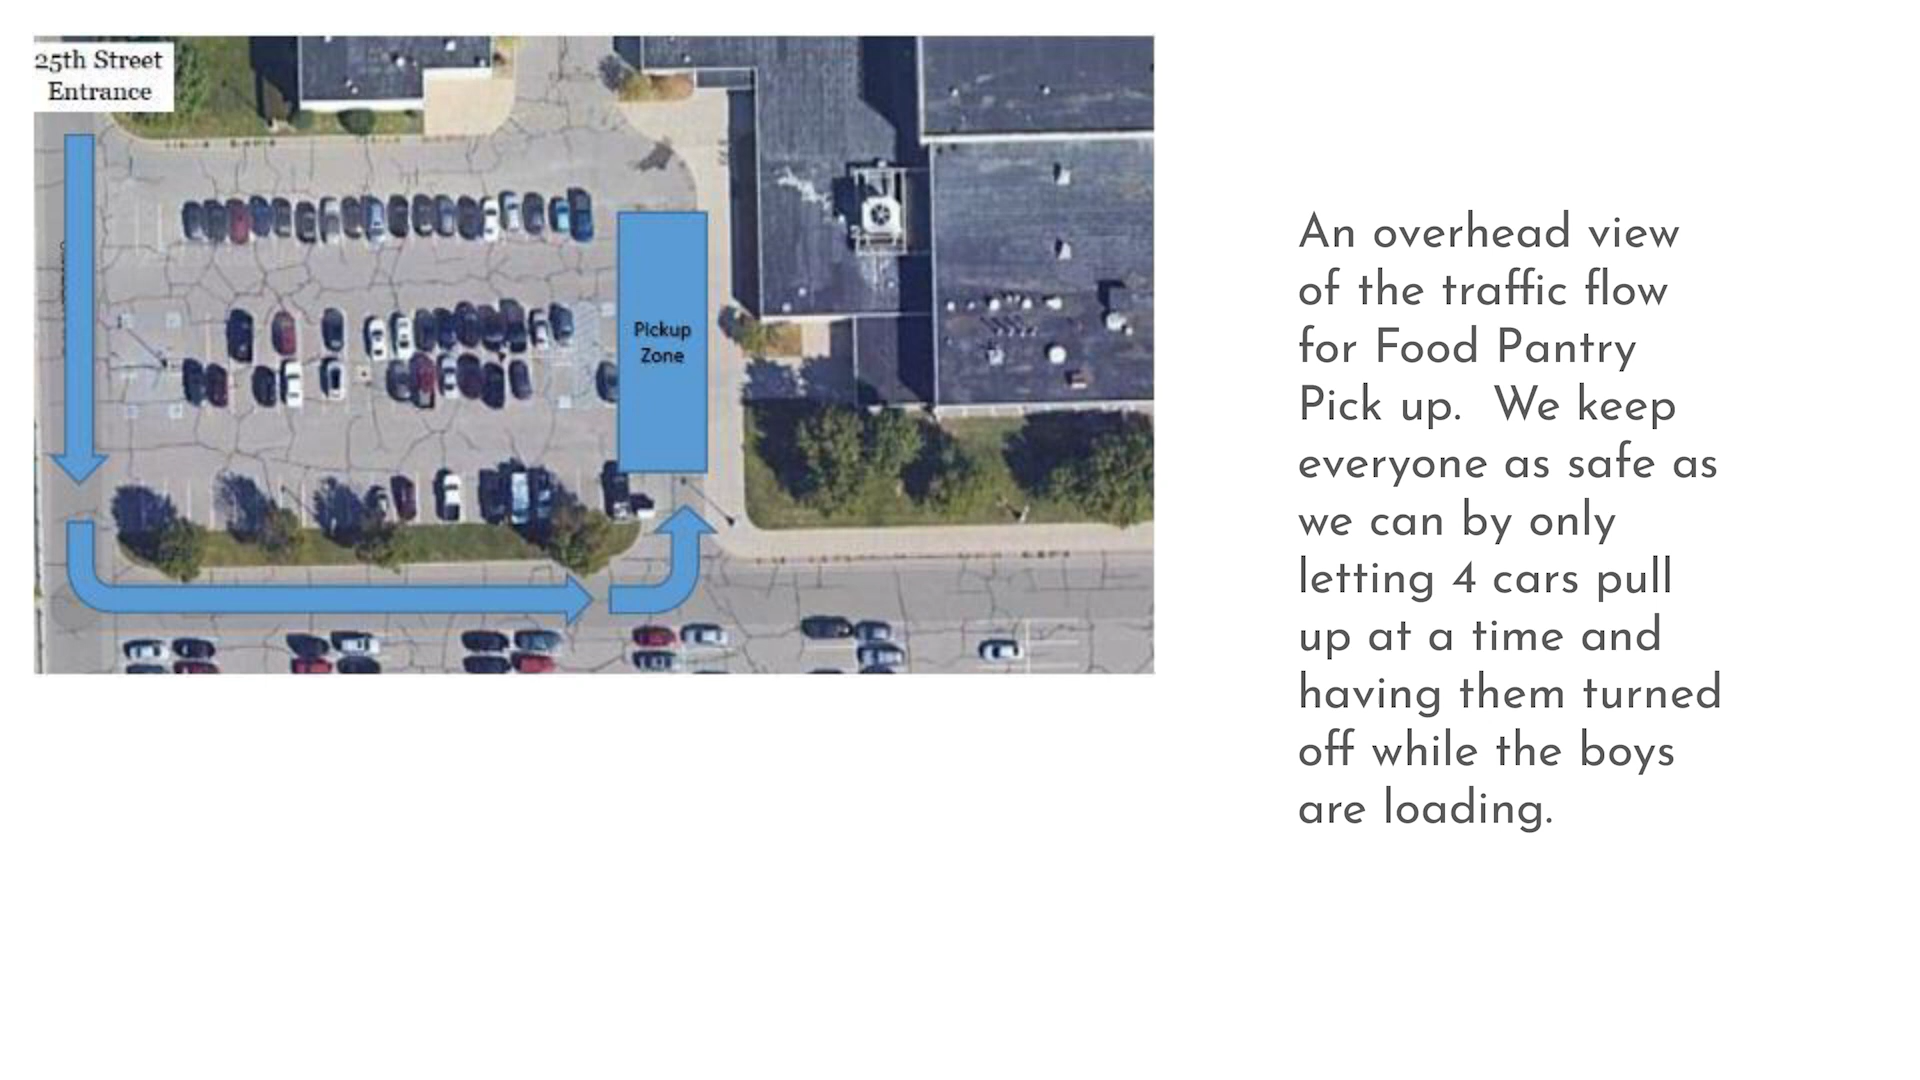 25th Street
Entrance
Pickup
Zone
An overhead view
of the traffic flow
for Food Pantry
Pick up.  We keep
everyone as safe as
we can by only
letting 4 cars pull
up at a time and
having them turned
off while the boys
are loading.